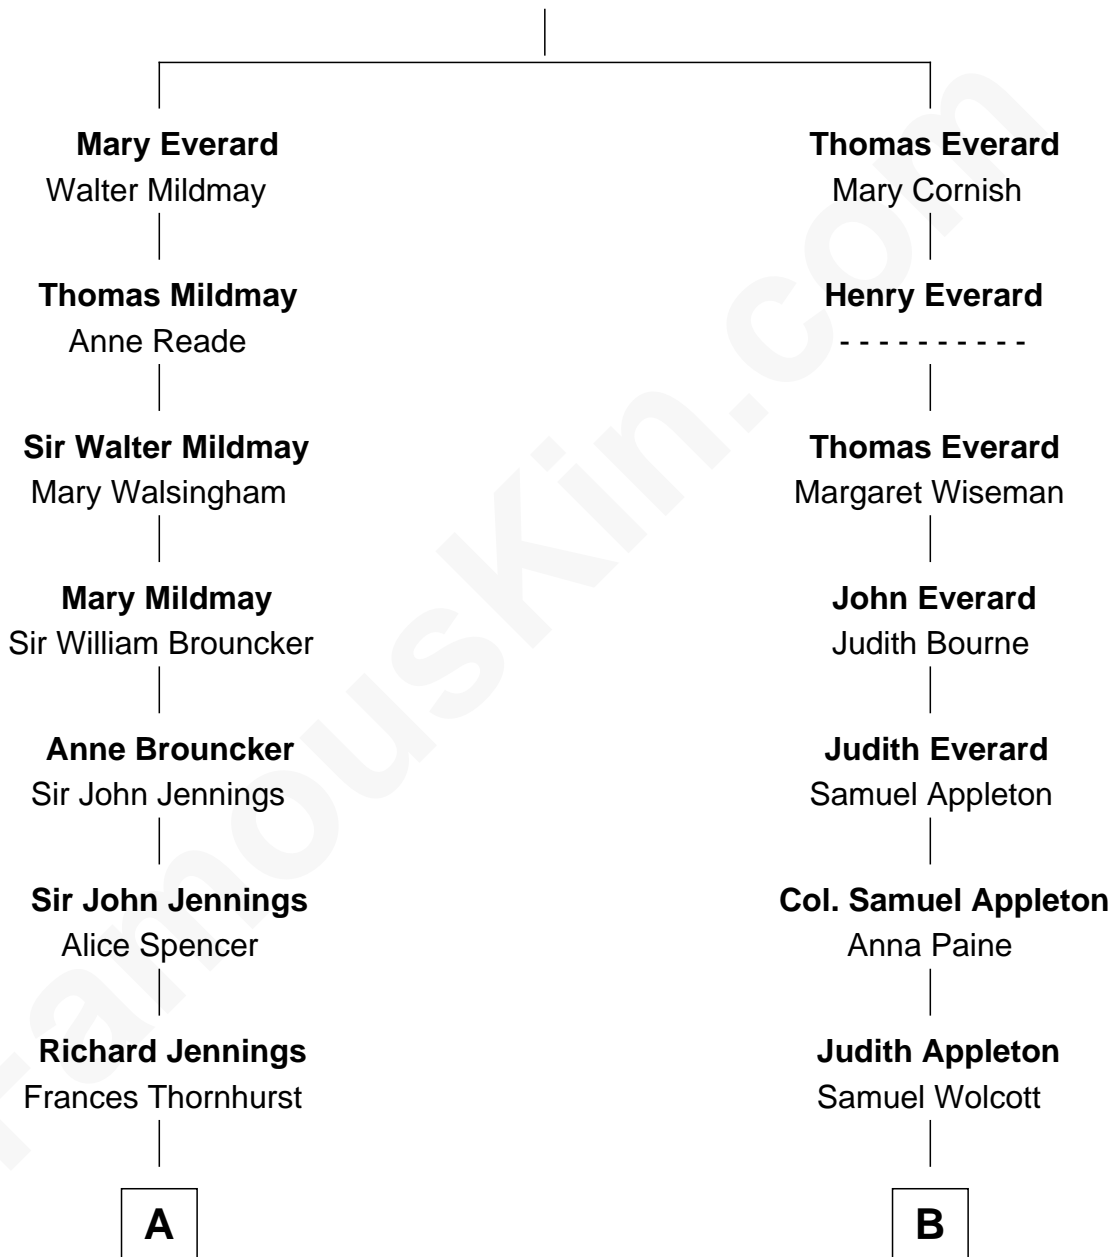 Mary Everard
Walter Mildmay
Thomas Everard
Mary Cornish
Thomas Mildmay
Anne Reade
Henry Everard
- - - - - - - - - -
Sir Walter Mildmay
Mary Walsingham
Thomas Everard
Margaret Wiseman
Mary Mildmay
Sir William Brouncker
John Everard
Judith Bourne
Anne Brouncker
Sir John Jennings
Judith Everard
Samuel Appleton
Sir John Jennings
Alice Spencer
Col. Samuel Appleton
Anna Paine
Richard Jennings
Frances Thornhurst
Judith Appleton
Samuel Wolcott
A
B
FamousKin.com